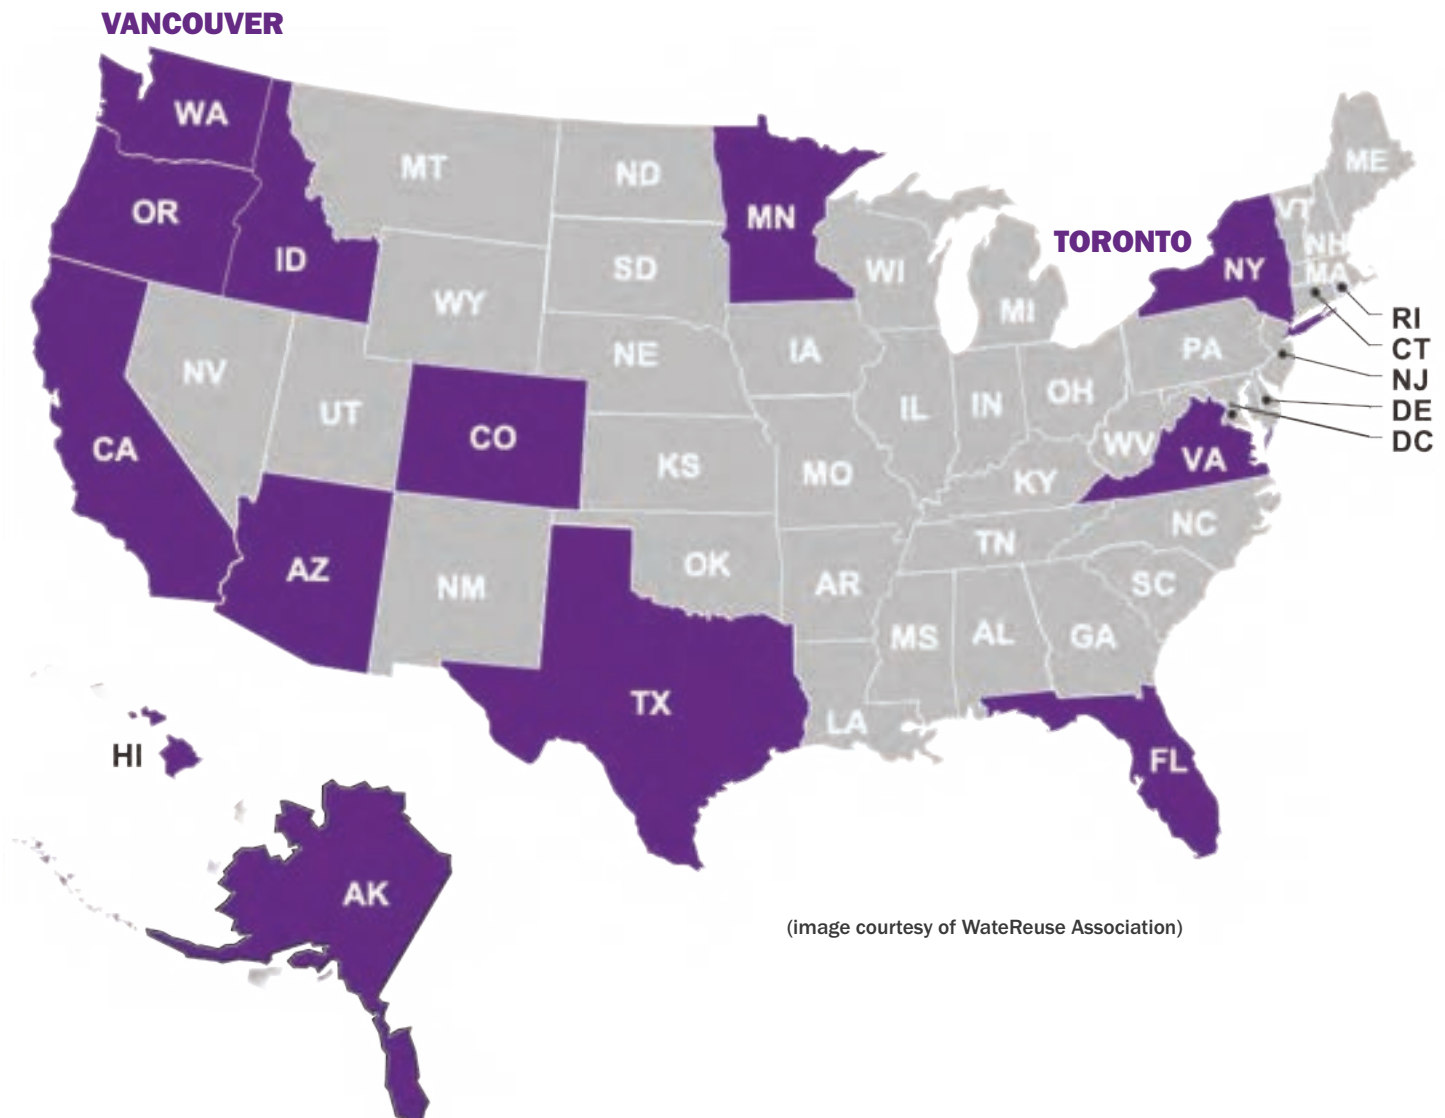 VANCOUVER
WA
MT
ND
MN
OR
ID
SD
WI
MI
TORONTO
NY
VT
NH
ME
MA
RI
CT
NJ
DE
DC
WY
NE
IA
PA
NV
UT
CO
IL
IN
OH
CA
KS
MO
WV
VA
KY
NC
TN
AZ
NM
OK
AR
SC
MS
AL
GA
TX
LA
FL
HI
AK
(image courtesy of WateReuse Association)